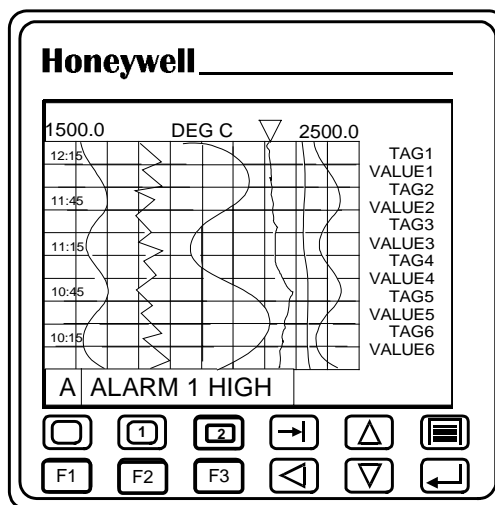 Honeywell
1500.0 DEG C 2500.0
12:15
11:45
11:15
10:45
10:15
TAG1
VALUE1
TAG2
VALUE2
TAG3
VALUE3
TAG4
VALUE4
TAG5
VALUE5
TAG6
VALUE6
A ALARM 1 HIGH
1 2
F1 F2 F3